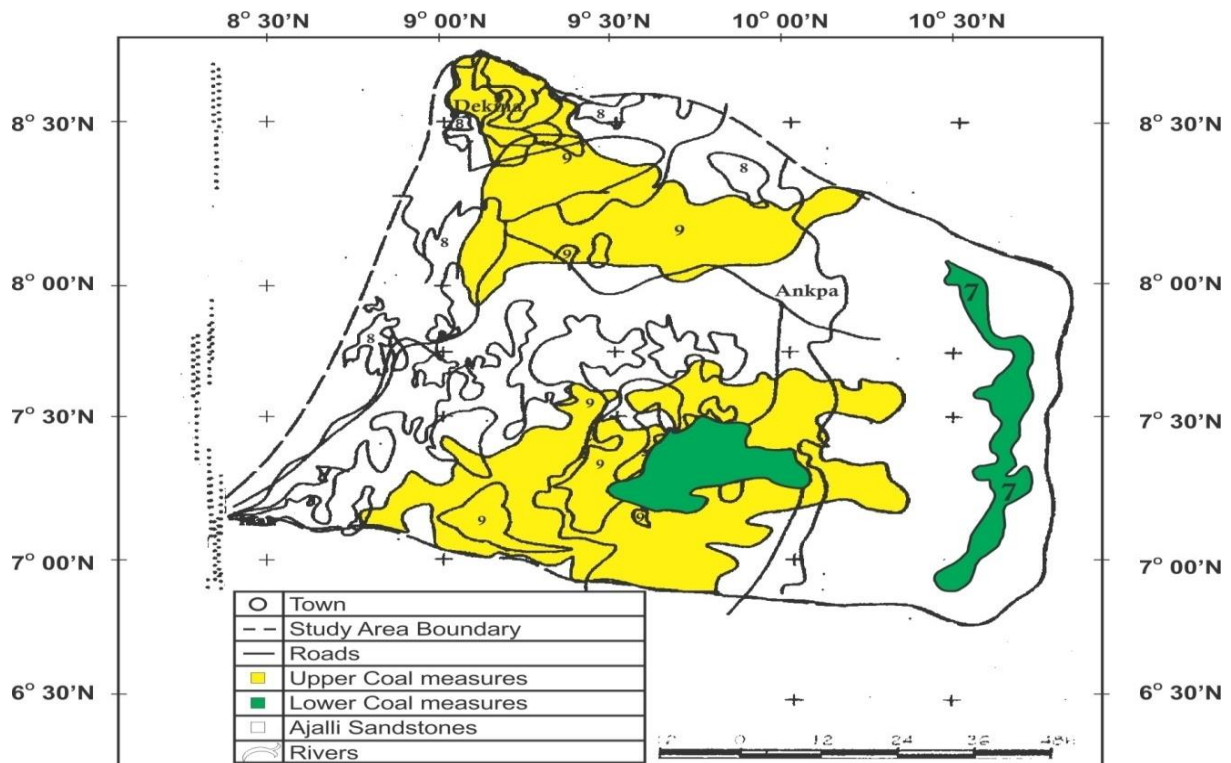 8° 30’N 9° 00’N 9° 30’N 10° 00’N 10° 30’N
Dekina
8° 30’N 8 8 8° 30’N
9 8
9
8
9
8° 00’N 7 8° 00’N
Ankpa
8
7° 30’N 9 7° 30’N
9
7
9 9
7° 00’N 7° 00’N
Town
Study Area Boundary
Roads
Upper Coal measures
Lower Coal measures
6° 30’N 6° 30’N
Ajalli Sandstones
Rivers
0 12 24 36